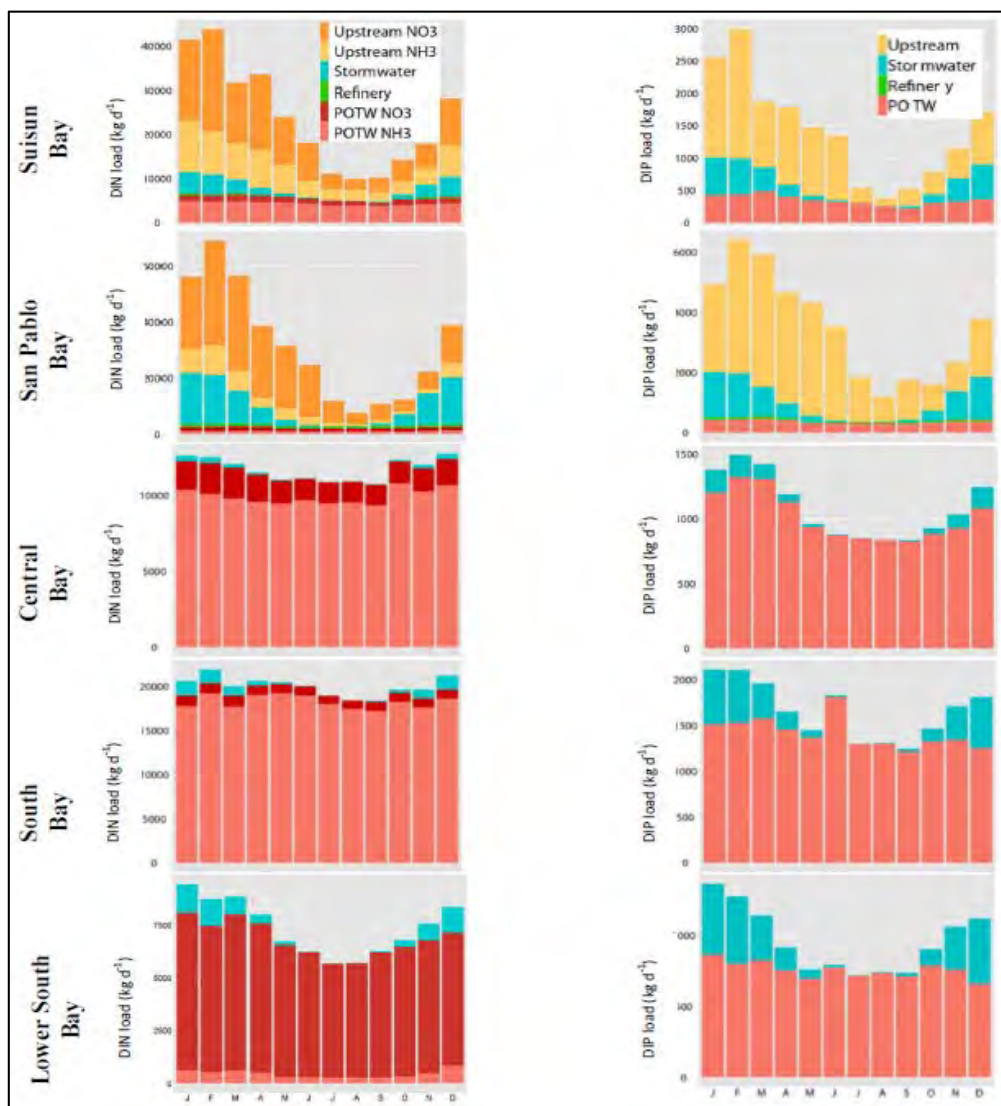 Suisun
Bay
DIN load (kg d⁻¹)
40000
30000
20000
10000
0
Upstream NO3
Upstream NH3
Stormwater
Refinery
POTW NO3
POTW NH3
DIP load (kg d⁻¹)
3000
2500
2000
1500
1000
500
0
Upstream
Stormwater
Refiner y
PO TW
San Pablo
Bay
DIN load (kg d⁻¹)
40000
20000
0
DIP load (kg d⁻¹)
6000
4000
2000
0
Central
Bay
DIN load (kg d⁻¹)
10000
5000
0
DIP load (kg d⁻¹)
1500
1000
500
0
South
Bay
DIN load (kg d⁻¹)
20000
15000
10000
5000
0
DIP load (kg d⁻¹)
2000
1500
1000
500
0
Lower South
Bay
DIN load (kg d⁻¹)
2500
0
DIP load (kg d⁻¹)
0
J F M A M J J A S O N D
J F M A M J J A S O N D